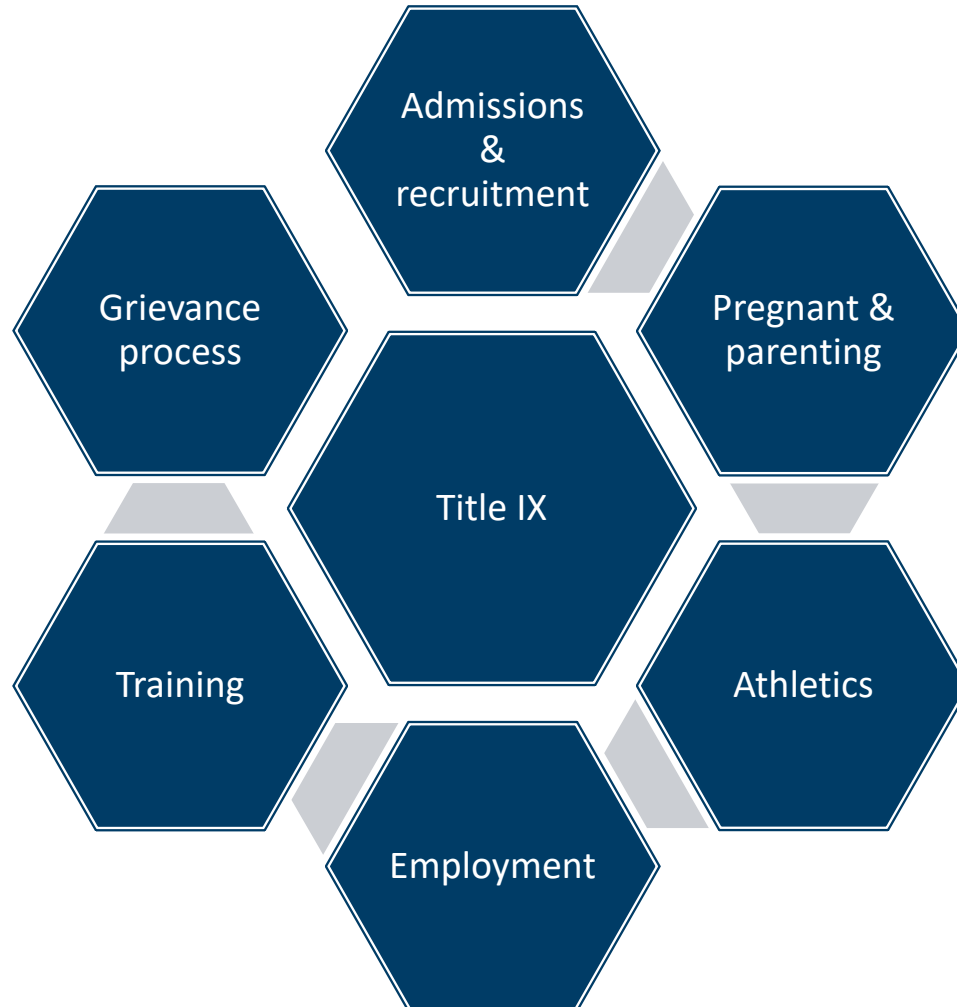 Admissions
&
recruitment
Grievance
process
Pregnant &
parenting
Title IX
Training
Athletics
Employment